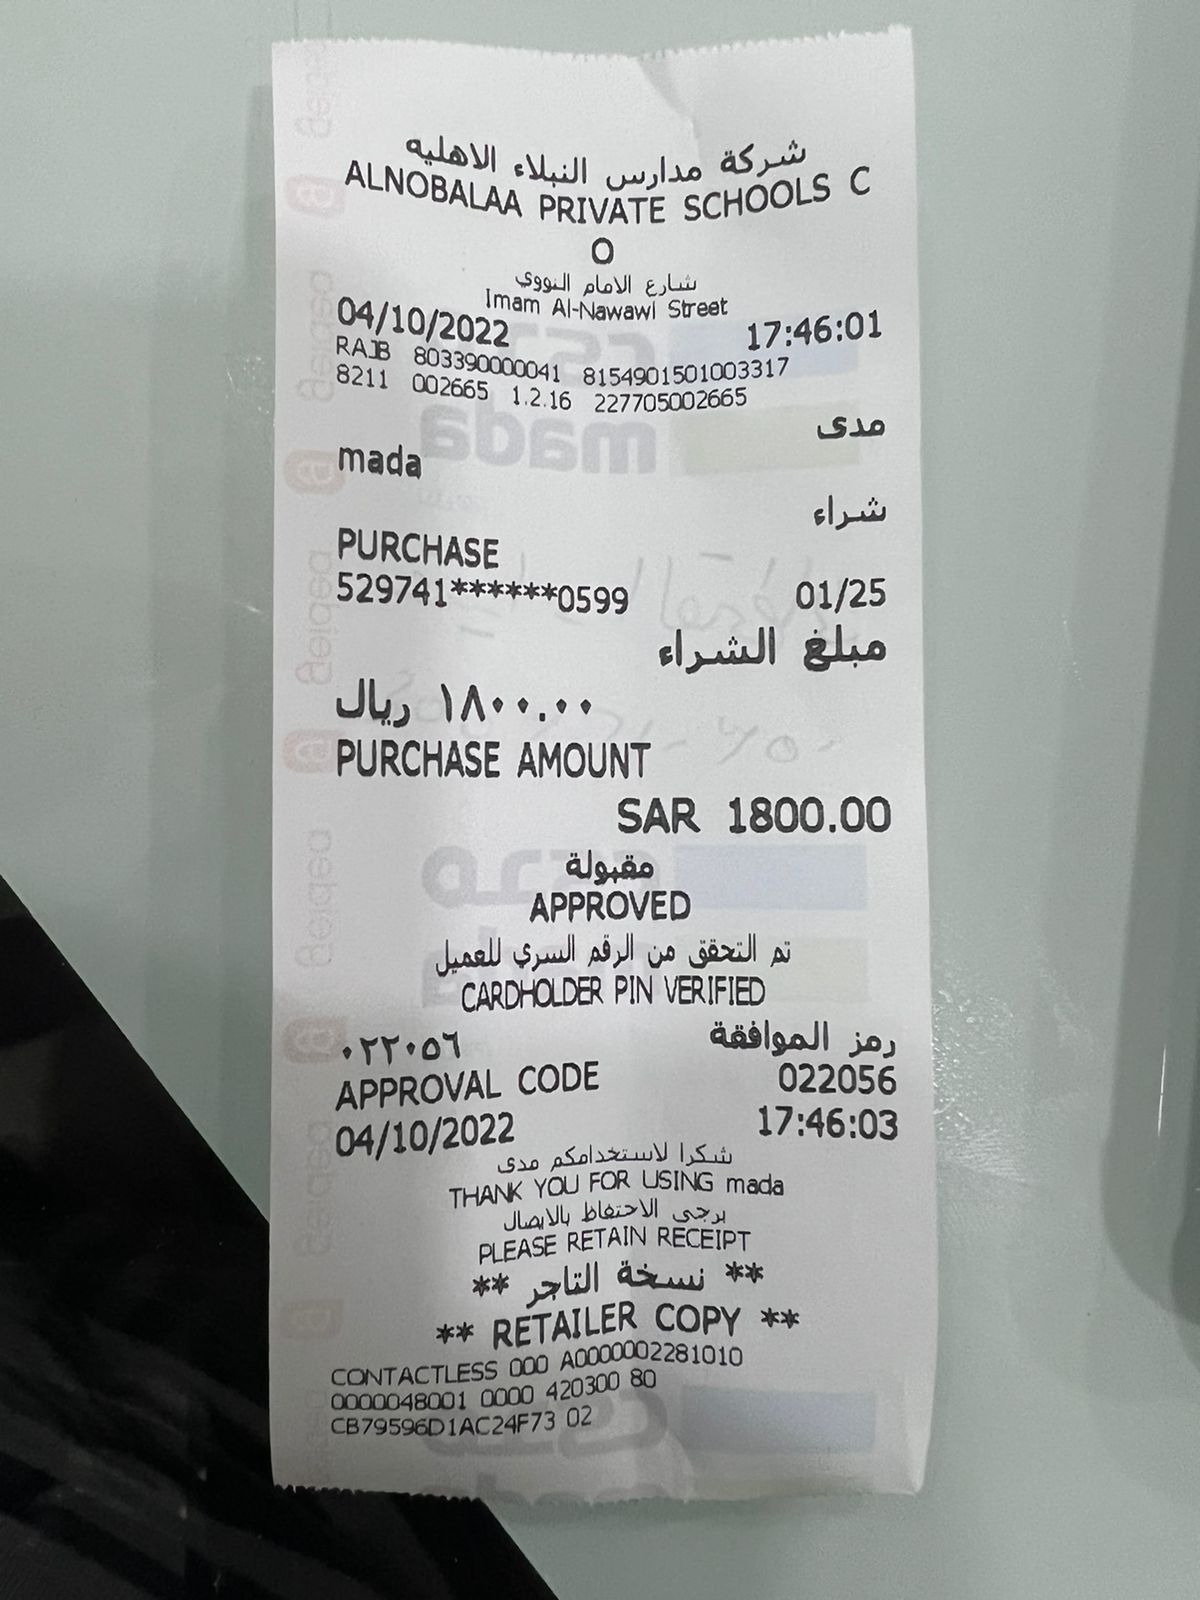 شركة مدارس النبلاء الاهليه
ALNOBALAA PRIVATE SCHOOLS C
O
شارع الامام النووي
Imam Al-Nawawi Street
04/10/2022 17:46:01
RAJB 803390000041 8154901501003317
8211 002665 1.2.16 227705002665
مدى
mada
شراء
PURCHASE
529741******0599 01/25
مبلغ الشراء
١٨٠٠.٠٠ ريال
PURCHASE AMOUNT
SAR 1800.00
مقبولة
APPROVED
تم التحقق من الرقم السري للعميل
CARDHOLDER PIN VERIFIED
رمز الموافقة ٠٢٢٠٥٦
APPROVAL CODE 022056
04/10/2022 17:46:03
شكرا لاستخدامكم مدى
THANK YOU FOR USING mada
يرجى الاحتفاظ بالايصال
PLEASE RETAIN RECEIPT
** نسخة التاجر **
** RETAILER COPY **
CONTACTLESS 000 A0000002281010
0000048001 0000 420300 80
CB79596D1AC24F73 02